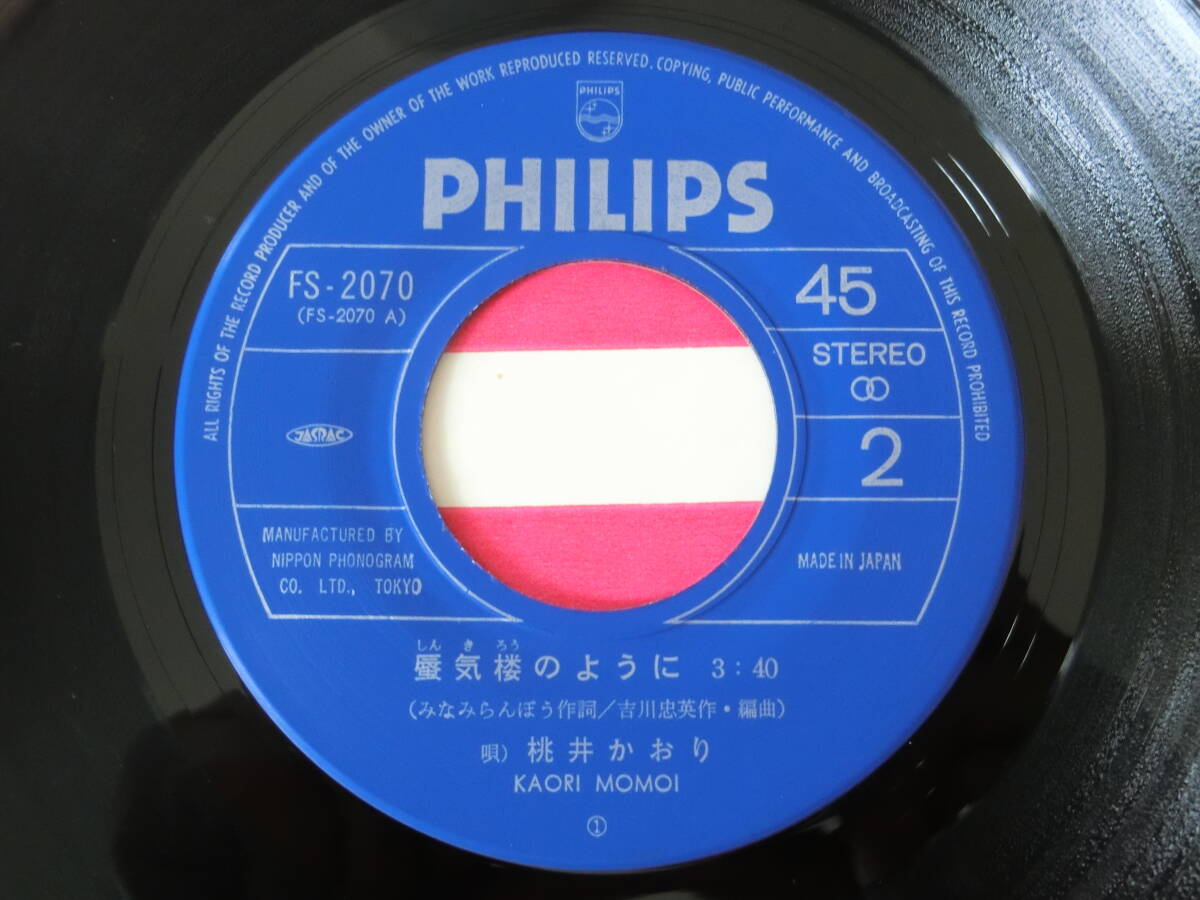 ALL RIGHTS OF THE RECORD PRODUCER AND OF THE OWNER OF THE WORK REPRODUCED RESERVED. COPYING, PUBLIC PERFORMANCE AND BROADCASTING OF THIS RECORD PROHIBITED
PHILIPS
PHILIPS
FS-2070
(FS-2070 A)
45
STEREO
2
JASRAC
MANUFACTURED BY
NIPPON PHONOGRAM
CO. LTD., TOKYO
MADE IN JAPAN
しん き ろう
蜃気楼のように 3:40
(みなみらんぼう作詞/吉川忠英作・編曲)
唄) 桃井かおり
KAORI MOMOI
①